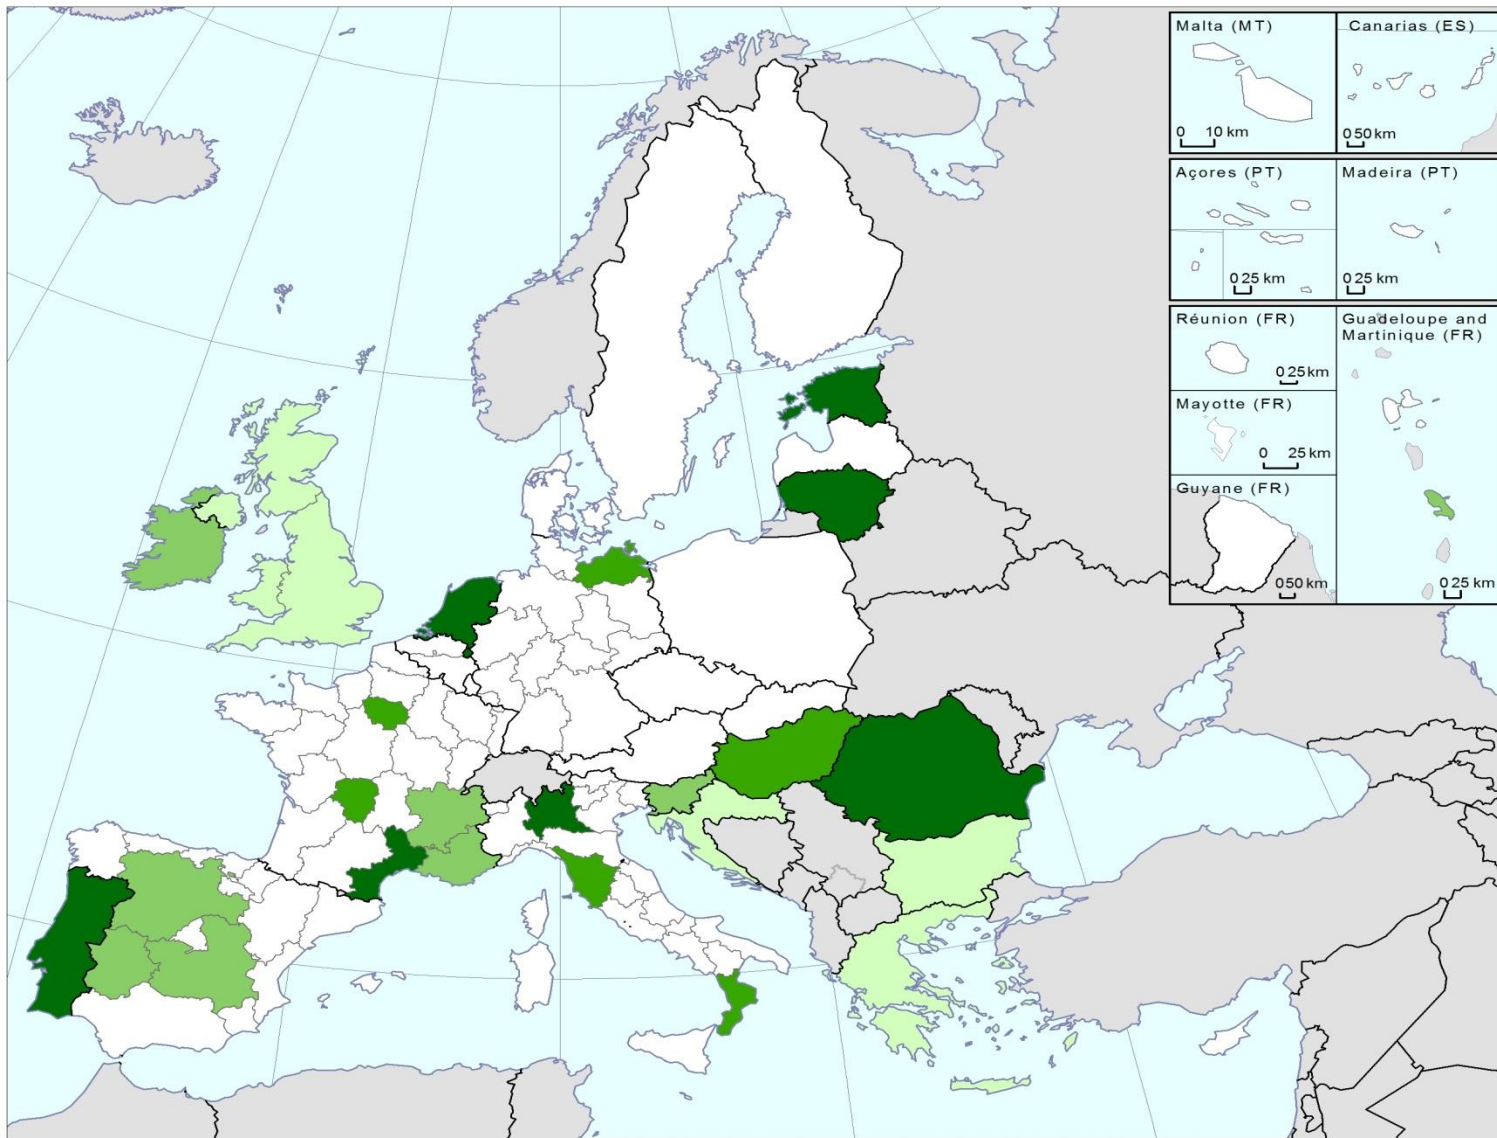 Malta (MT)
0 10 km
Canarias (ES)
0 50 km
Açores (PT)
0 25 km
Madeira (PT)
0 25 km
Réunion (FR)
0 25 km
Mayotte (FR)
0 25 km
Guyane (FR)
0 50 km
Guadeloupe and
Martinique (FR)
0 25 km